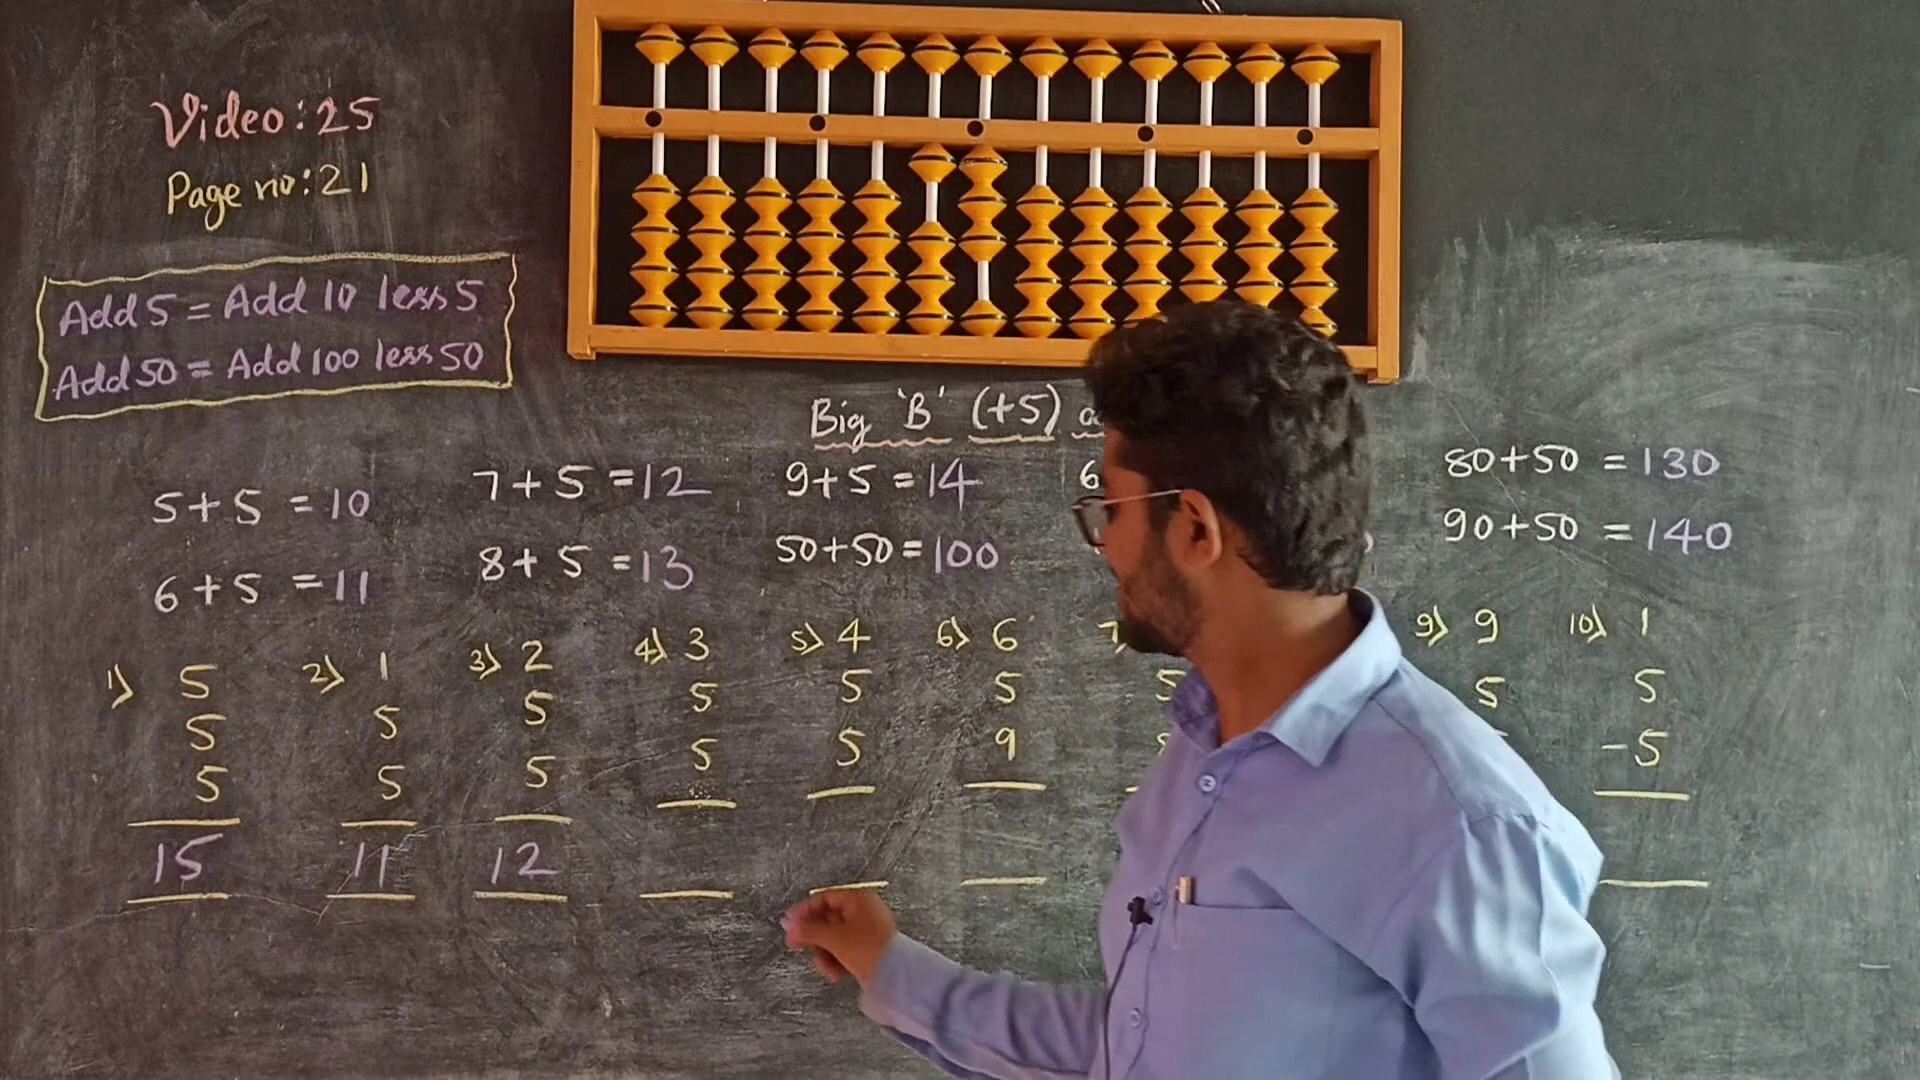 Video: 25
Page no: 21
Add 5 = Add 10 less 5
Add 50 = Add 100 less 50
Big 'B' (+5)
5+5 = 10
6+5 = 11
7+5 = 12
8+5 = 13
9+5 = 14
50+50 = 100
6
80+50 = 130
90+50 = 140
1) 5
5
5
15
2) 1
5
5
11
3) 2
5
5
12
4) 3
5
5
5) 4
5
5
6) 6
5
9
7)
5
9) 9
5
10) 1
5
-5